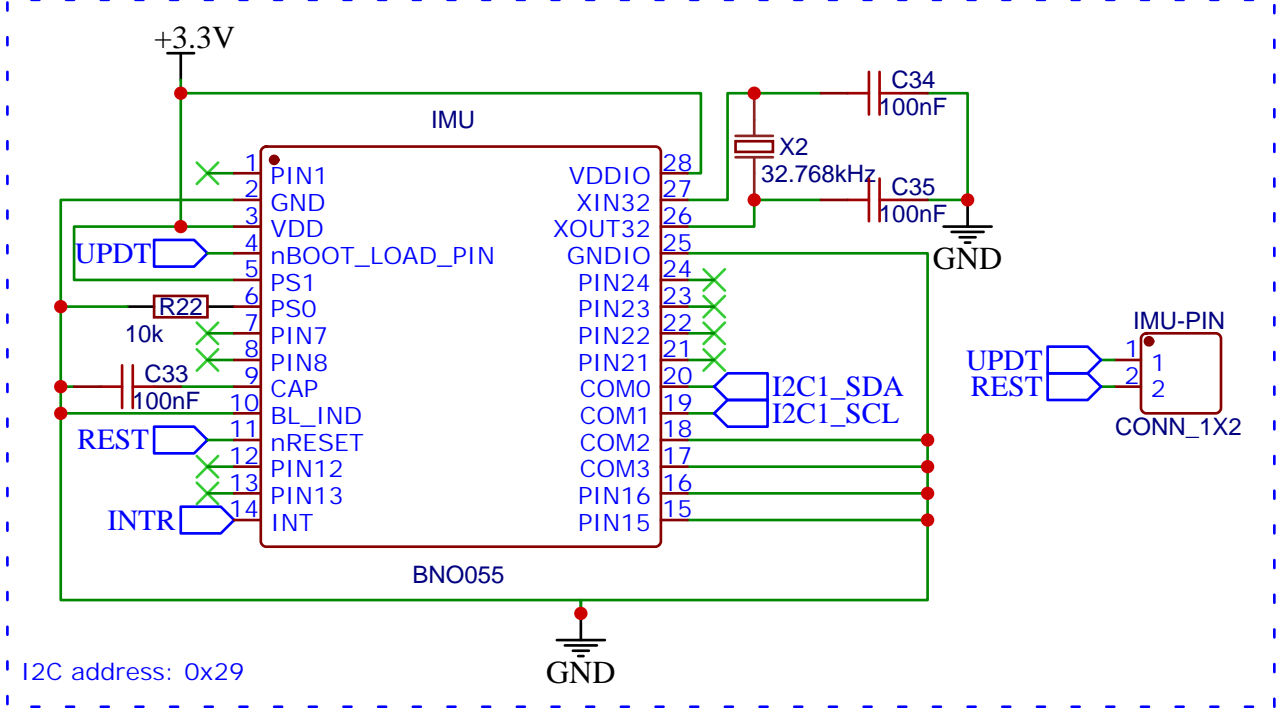 +3.3V
IMU
C34
100nF
X2
32.768kHz
C35
100nF
GND
1 PIN1
2 GND
3 VDD
UPDT 4 nBOOT_LOAD_PIN
5 PS1
R22 6 PS0
10k
7 PIN7
8 PIN8
C33
100nF
9 CAP
10 BL_IND
REST 11 nRESET
12 PIN12
13 PIN13
INTR 14 INT
VDDIO 28
XIN32 27
XOUT32 26
GNDIO 25
PIN24 24
PIN23 23
PIN22 22
PIN21 21
COM0 20 I2C1_SDA
COM1 19 I2C1_SCL
COM2 18
COM3 17
PIN16 16
PIN15 15
BNO055
GND
IMU-PIN
UPDT 1 1
REST 2 2
CONN_1X2
I2C address: 0x29